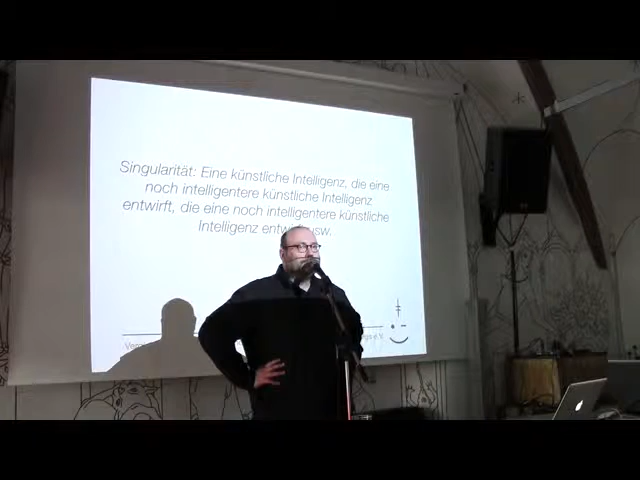 Singularität: Eine künstliche Intelligenz, die eine
noch intelligentere künstliche Intelligenz
entwirft, die eine noch intelligentere künstliche
Intelligenz usw.
e.V.